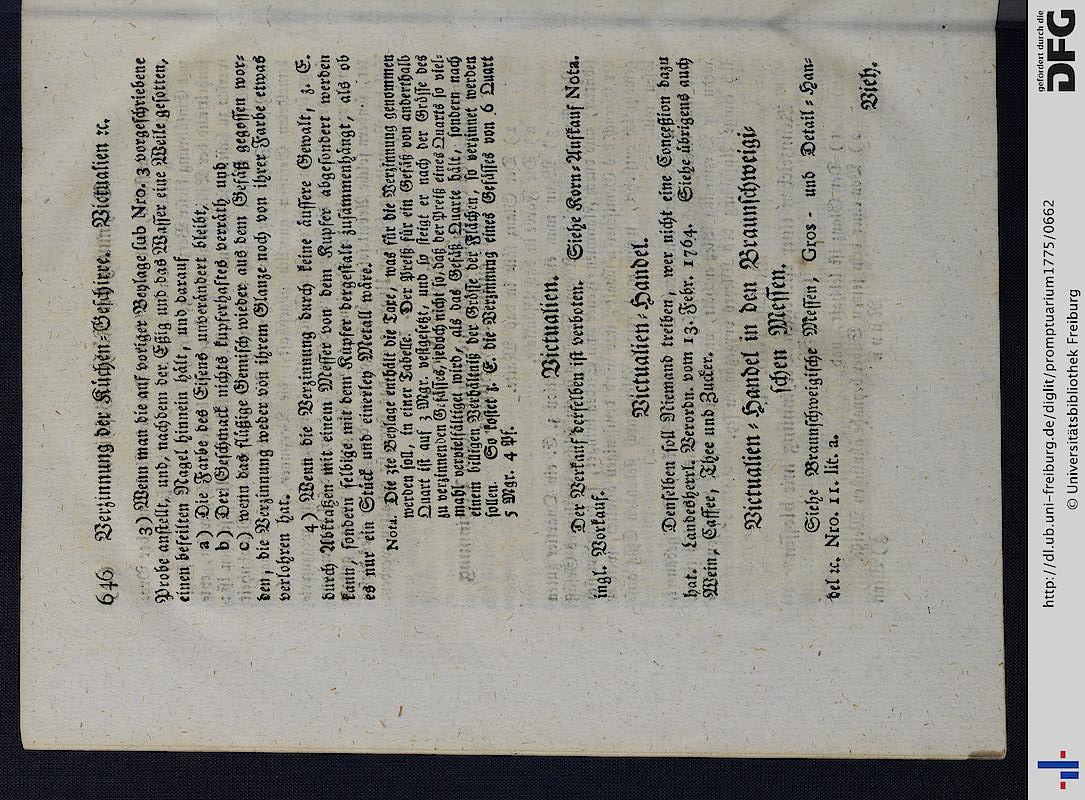 646 Verzinnung der Küchen-Geschirre. Victualien ꝛc.
3) Wenn man die auf voriger Beylage sub Nro. 3 vorgeschriebene
Probe anstellt, und, nachdem der Eßig und das Wasser eine Weile gesotten,
einen befeilten Nagel hinnein hält, und darauf
a) Die Farbe des Eisens unverändert bleibt,
b) Der Geschmack nichts kupferhaftes verräth und
c) wenn das flüßige Gemisch wieder aus dem Gefäß gegossen wor-
den, die Verzinnung weder von ihrem Glanze noch von ihrer Farbe etwas
verlohren hat.
4) Wenn die Verzinnung durch keine äussere Gewalt, z. E.
durch Abkratzen mit einem Messer von dem Kupfer abgesondert werden
kann, sondern selbige mit dem Kupfer dergestalt zusammenhängt, als ob
es nur ein Stück und einerley Metall wäre.
Nota. Die 2te Beylage enthält die Taxe, was für die Verzinnung genommen
werden soll, in einer Tabelle. Der Preiß für ein Gefäß von anderthalb
Quart ist auf 3 Mgr. vestgesetzt, und so steigt er nach der Größe des
zu verzinnenden Gefässes, jedoch nicht so, daß der Preiß eines Quarts so viel-
mahl vervielfältiget wird, als das Gefäß Quarte hält, sondern nach
einem billigen Verhältniß der Größe der Flächen, so verzinnet werden
sollen. So kostet z. E. die Verzinnung eines Gefässes von 6 Quart
5 Mgr. 4 Pf.
Victualien.
Der Verkauf derselben ist verboten. Siehe Korn-Aufkauf Nota.
ingl. Vorkauf.
Victualien-Handel.
Denselben soll Niemand treiben, wer nicht eine Conceßion dazu
hat. Landesherrl. Verordn. vom 13. Febr. 1764. Siehe übrigens auch
Wein, Caffee, Thee und Zucker.
Victualien-Handel in den Braunschweigi-
schen Messen.
Siehe Braunschweigische Messen, Gros- und Detail-Han-
del ꝛc. Nro. 11. lit. a.
Vieh.
http://dl.ub.uni-freiburg.de/diglit/promptuarium1775/0662
© Universitätsbibliothek Freiburg
gefördert durch die
DFG